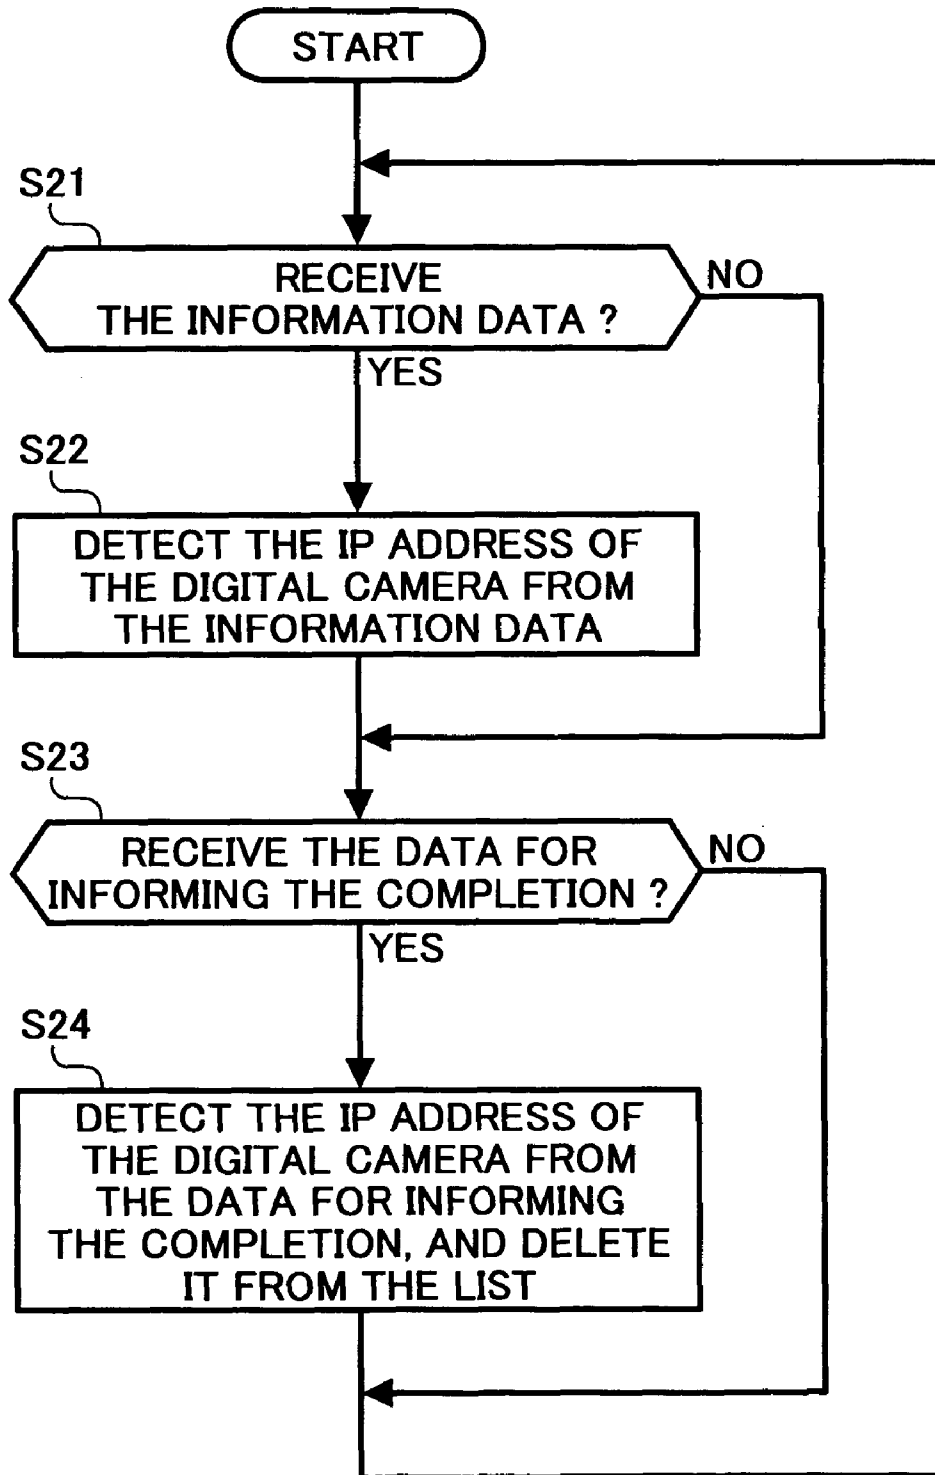 START
S21
RECEIVE
THE INFORMATION DATA ?
NO
YES
S22
DETECT THE IP ADDRESS OF
THE DIGITAL CAMERA FROM
THE INFORMATION DATA
S23
RECEIVE THE DATA FOR
INFORMING THE COMPLETION ?
NO
YES
S24
DETECT THE IP ADDRESS OF
THE DIGITAL CAMERA FROM
THE DATA FOR INFORMING
THE COMPLETION, AND DELETE
IT FROM THE LIST